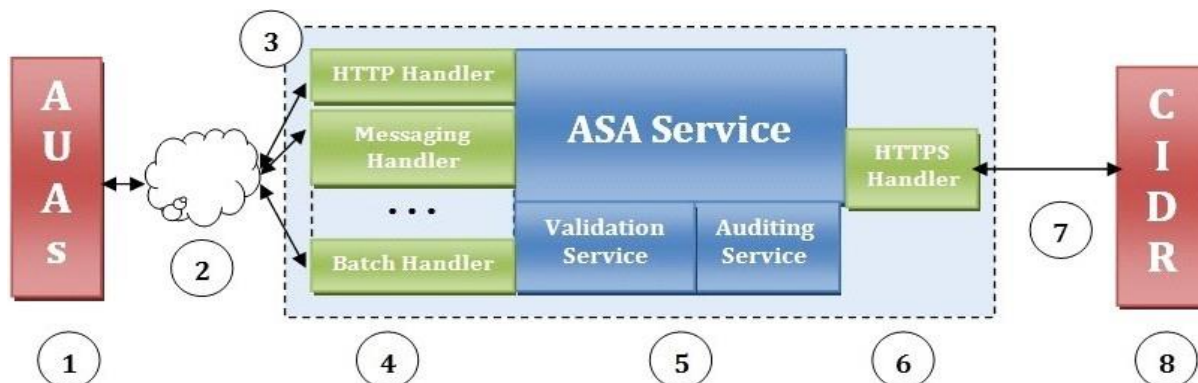 3
A
U
A
s
HTTP Handler
Messaging
Handler
• • •
Batch Handler
ASA Service
Validation
Service
Auditing
Service
HTTPS
Handler
C
I
D
R
2
7
1
4
5
6
8